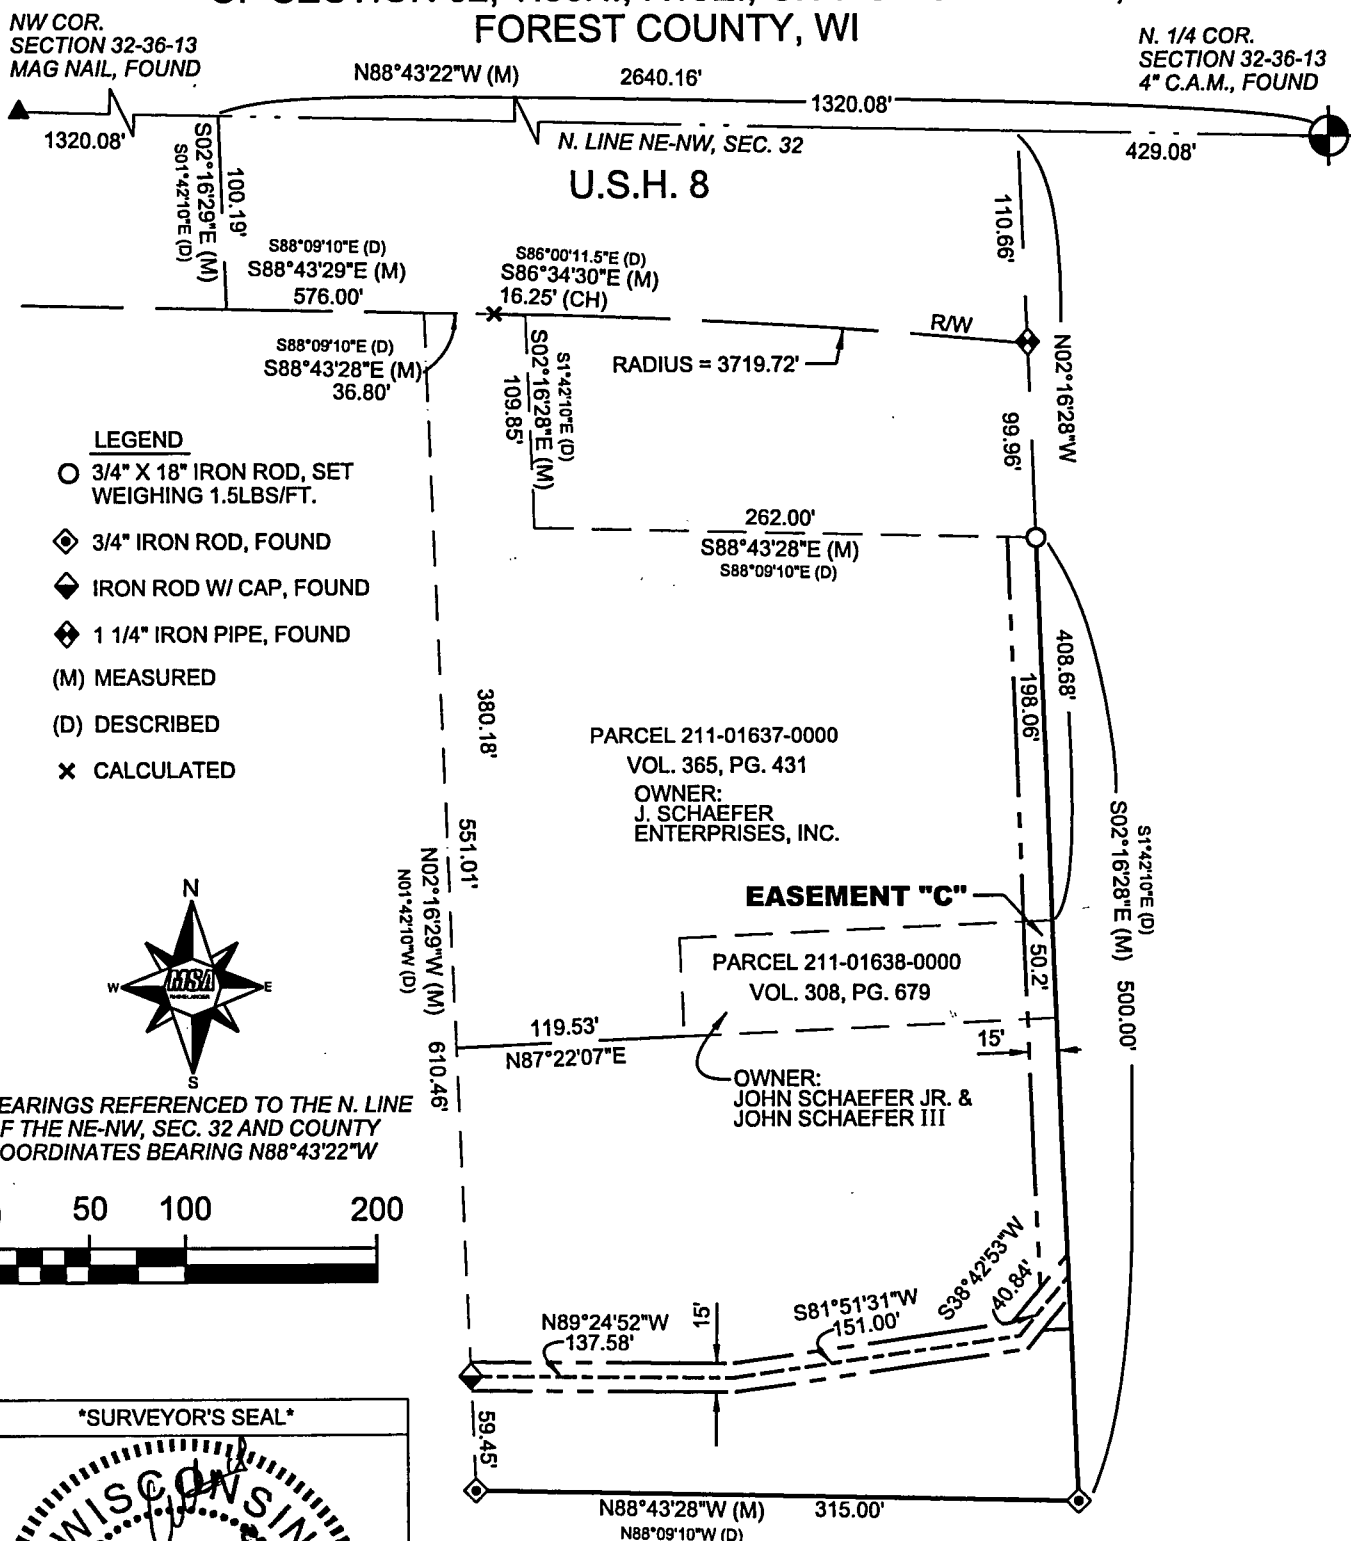 FOREST COUNTY, WI
NW COR.
SECTION 32-36-13
MAG NAIL, FOUND
N. 1/4 COR.
SECTION 32-36-13
4" C.A.M., FOUND
N88°43'22"W (M)
2640.16'
1320.08'
1320.08'
N. LINE NE-NW, SEC. 32
429.08'
U.S.H. 8
100.19'
S02°16'29"E (M)
S01°42'10"E (D)
110.66'
S88°09'10"E (D)
S88°43'29"E (M)
576.00'
S86°00'11.5"E (D)
S86°34'30"E (M)
16.25' (CH)
R/W
RADIUS = 3719.72'
N02°16'28"W
S88°09'10"E (D)
S88°43'28"E (M)
36.80'
S1°42'10"E (D)
S02°16'28"E (M)
109.85'
99.96'
LEGEND
3/4" X 18" IRON ROD, SET
WEIGHING 1.5LBS/FT.
3/4" IRON ROD, FOUND
IRON ROD W/ CAP, FOUND
1 1/4" IRON PIPE, FOUND
(M) MEASURED
(D) DESCRIBED
CALCULATED
262.00'
S88°43'28"E (M)
S88°09'10"E (D)
408.68'
198.06'
380.18'
PARCEL 211-01637-0000
VOL. 365, PG. 431
OWNER:
J. SCHAEFER
ENTERPRISES, INC.
551.01'
N02°16'29"W (M) 610.46'
N01°42'10"W (D)
S1°42'10"E (D)
S02°16'28"E (M) 500.00'
EASEMENT "C"
50.2'
PARCEL 211-01638-0000
VOL. 308, PG. 679
119.53'
N87°22'07"E
15'
OWNER:
JOHN SCHAEFER JR. &
JOHN SCHAEFER III
N
W
MSA
RHINELANDER
E
S
EARINGS REFERENCED TO THE N. LINE
F THE NE-NW, SEC. 32 AND COUNTY
OORDINATES BEARING N88°43'22"W
50 100 200
N89°24'52"W
137.58'
15'
S81°51'31"W
151.00'
S38°42'53"W
40.84'
*SURVEYOR'S SEAL*
WISCONSIN
59.45'
N88°43'28"W (M) 315.00'
N88°09'10"W (D)